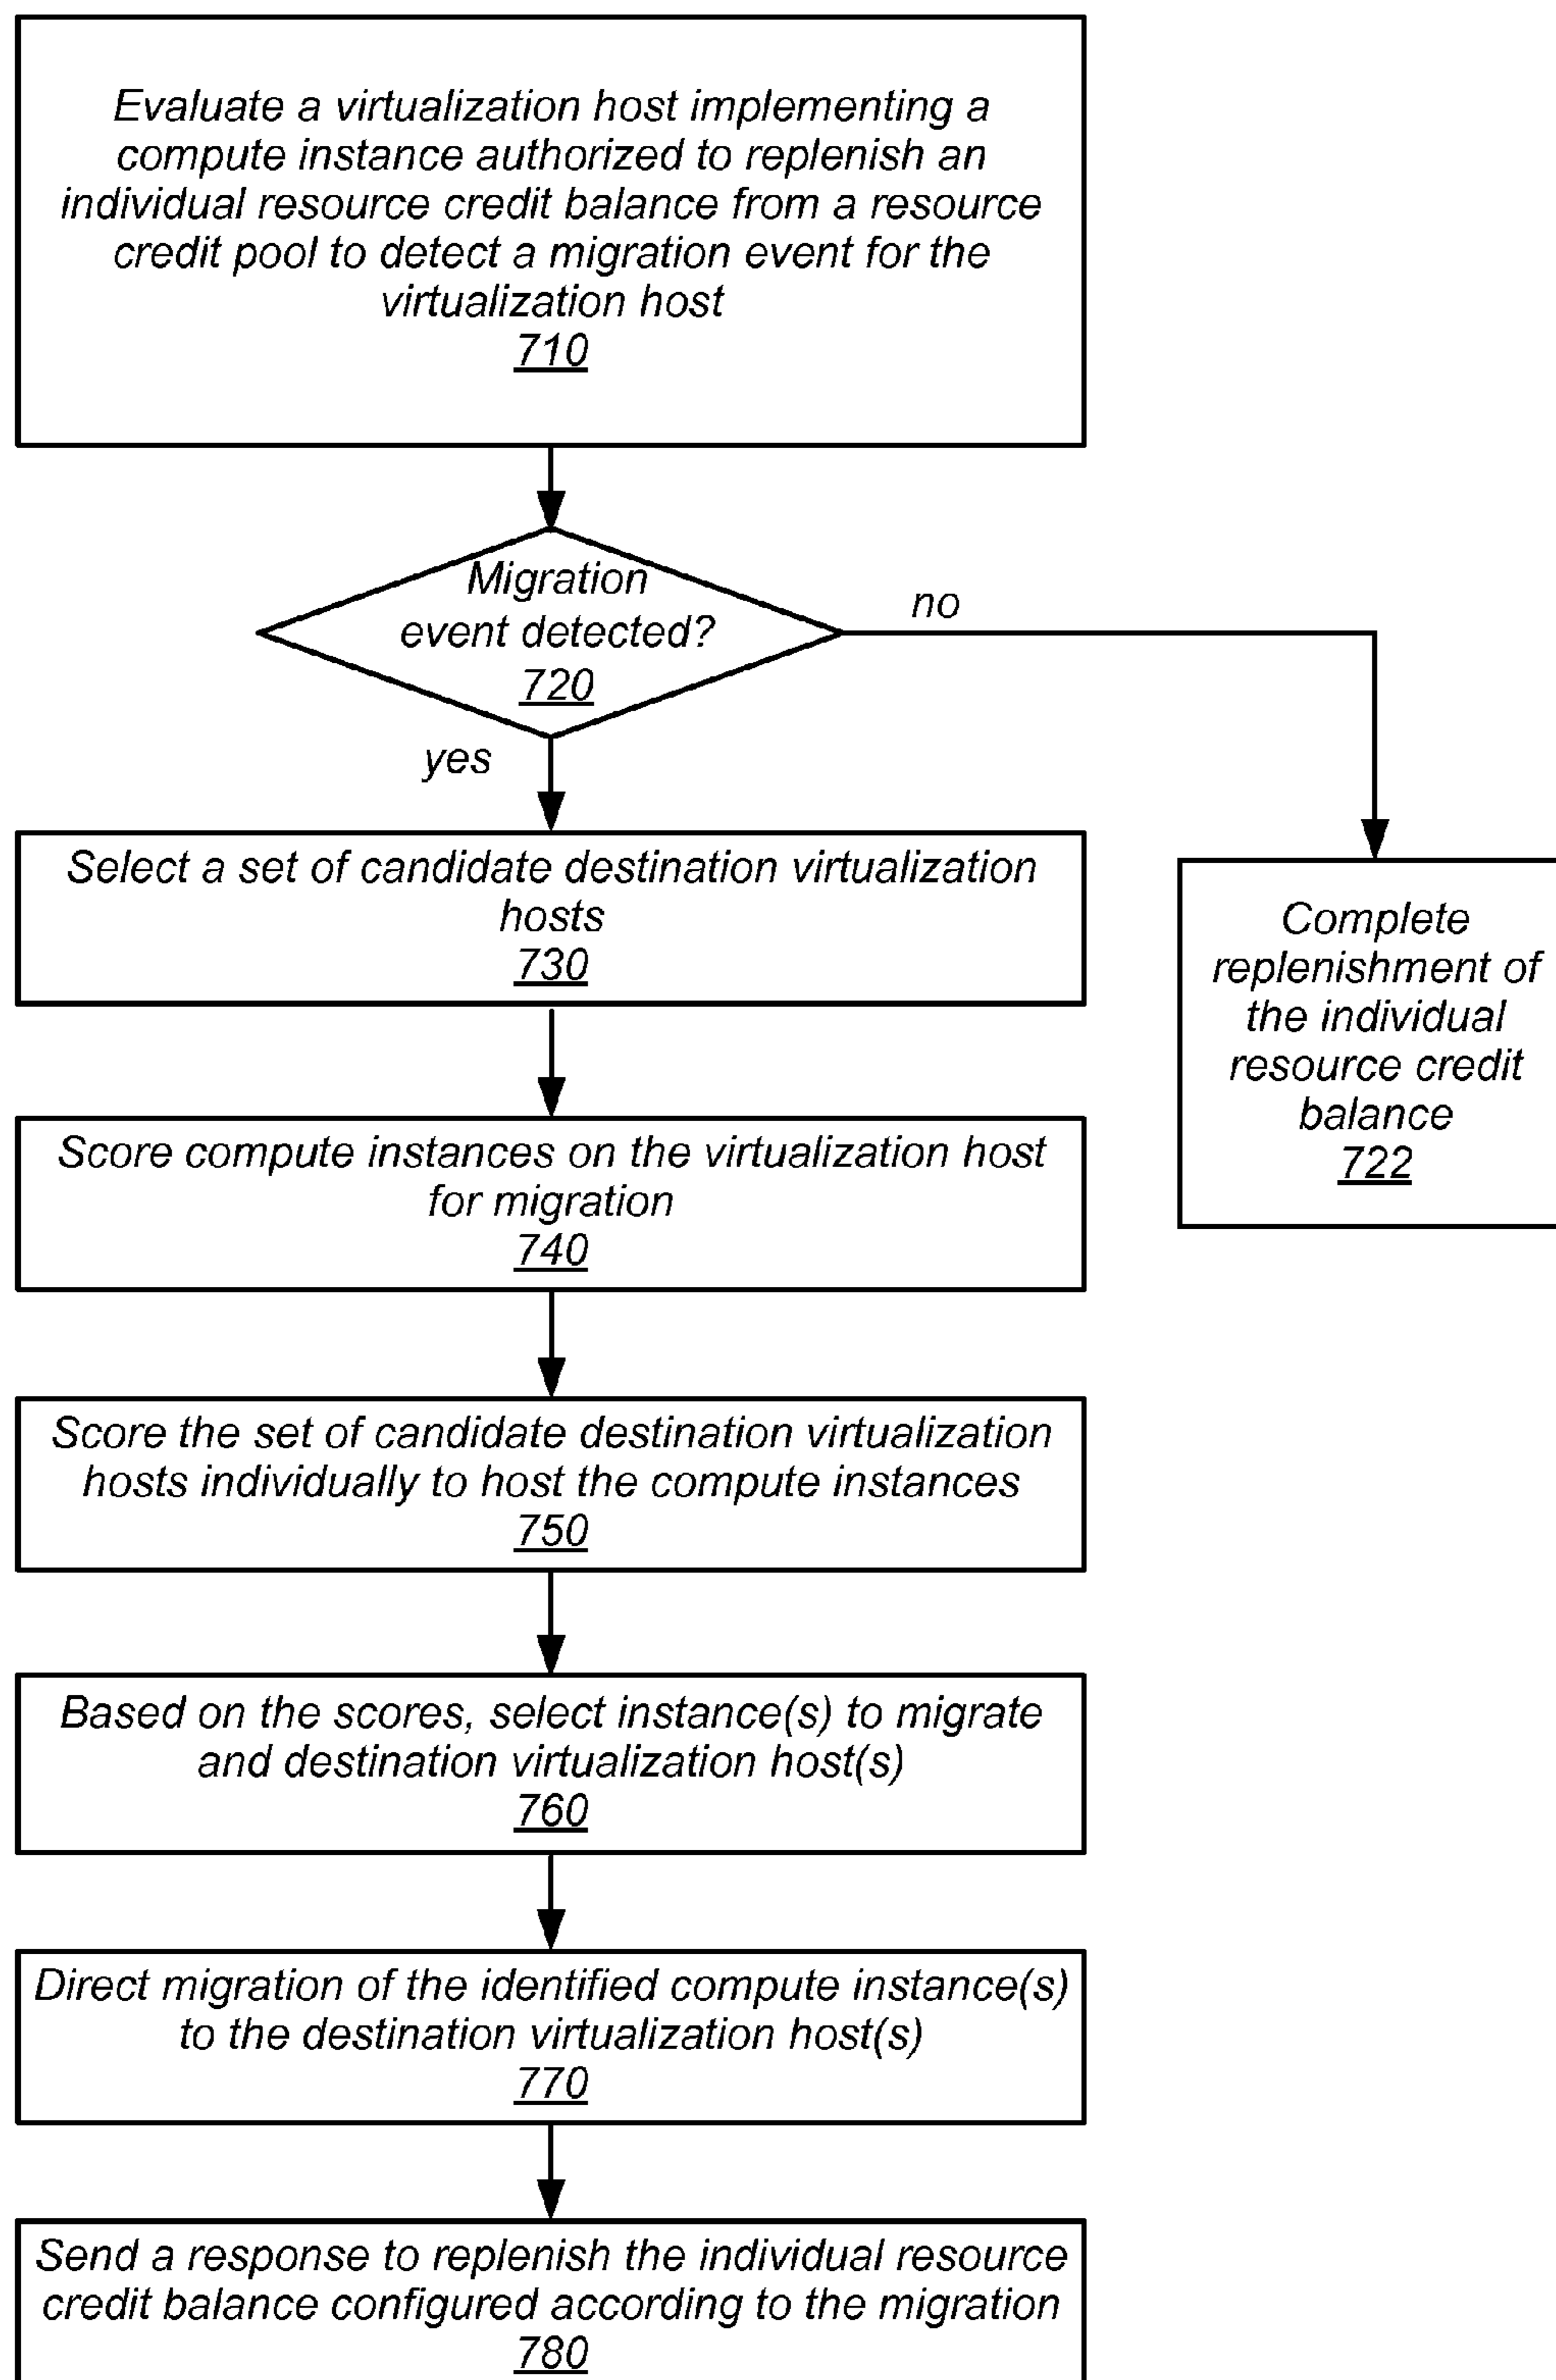 Evaluate a virtualization host implementing a
compute instance authorized to replenish an
individual resource credit balance from a resource
credit pool to detect a migration event for the
virtualization host
710
Migration
event detected?
720
no
yes
Select a set of candidate destination virtualization
hosts
730
Complete
replenishment of
the individual
resource credit
balance
722
Score compute instances on the virtualization host
for migration
740
Score the set of candidate destination virtualization
hosts individually to host the compute instances
750
Based on the scores, select instance(s) to migrate
and destination virtualization host(s)
760
Direct migration of the identified compute instance(s)
to the destination virtualization host(s)
770
Send a response to replenish the individual resource
credit balance configured according to the migration
780